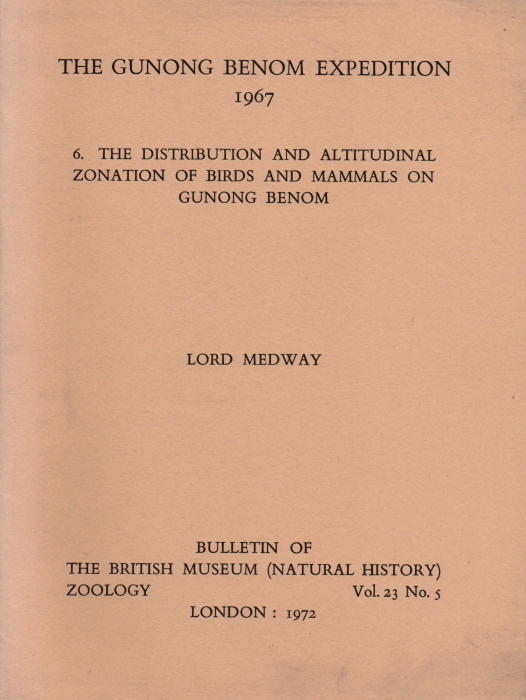 THE GUNONG BENOM EXPEDITION
1967
6. THE DISTRIBUTION AND ALTITUDINAL
ZONATION OF BIRDS AND MAMMALS ON
GUNONG BENOM
LORD MEDWAY
BULLETIN OF
THE BRITISH MUSEUM (NATURAL HISTORY)
ZOOLOGY Vol. 23 No. 5
LONDON : 1972